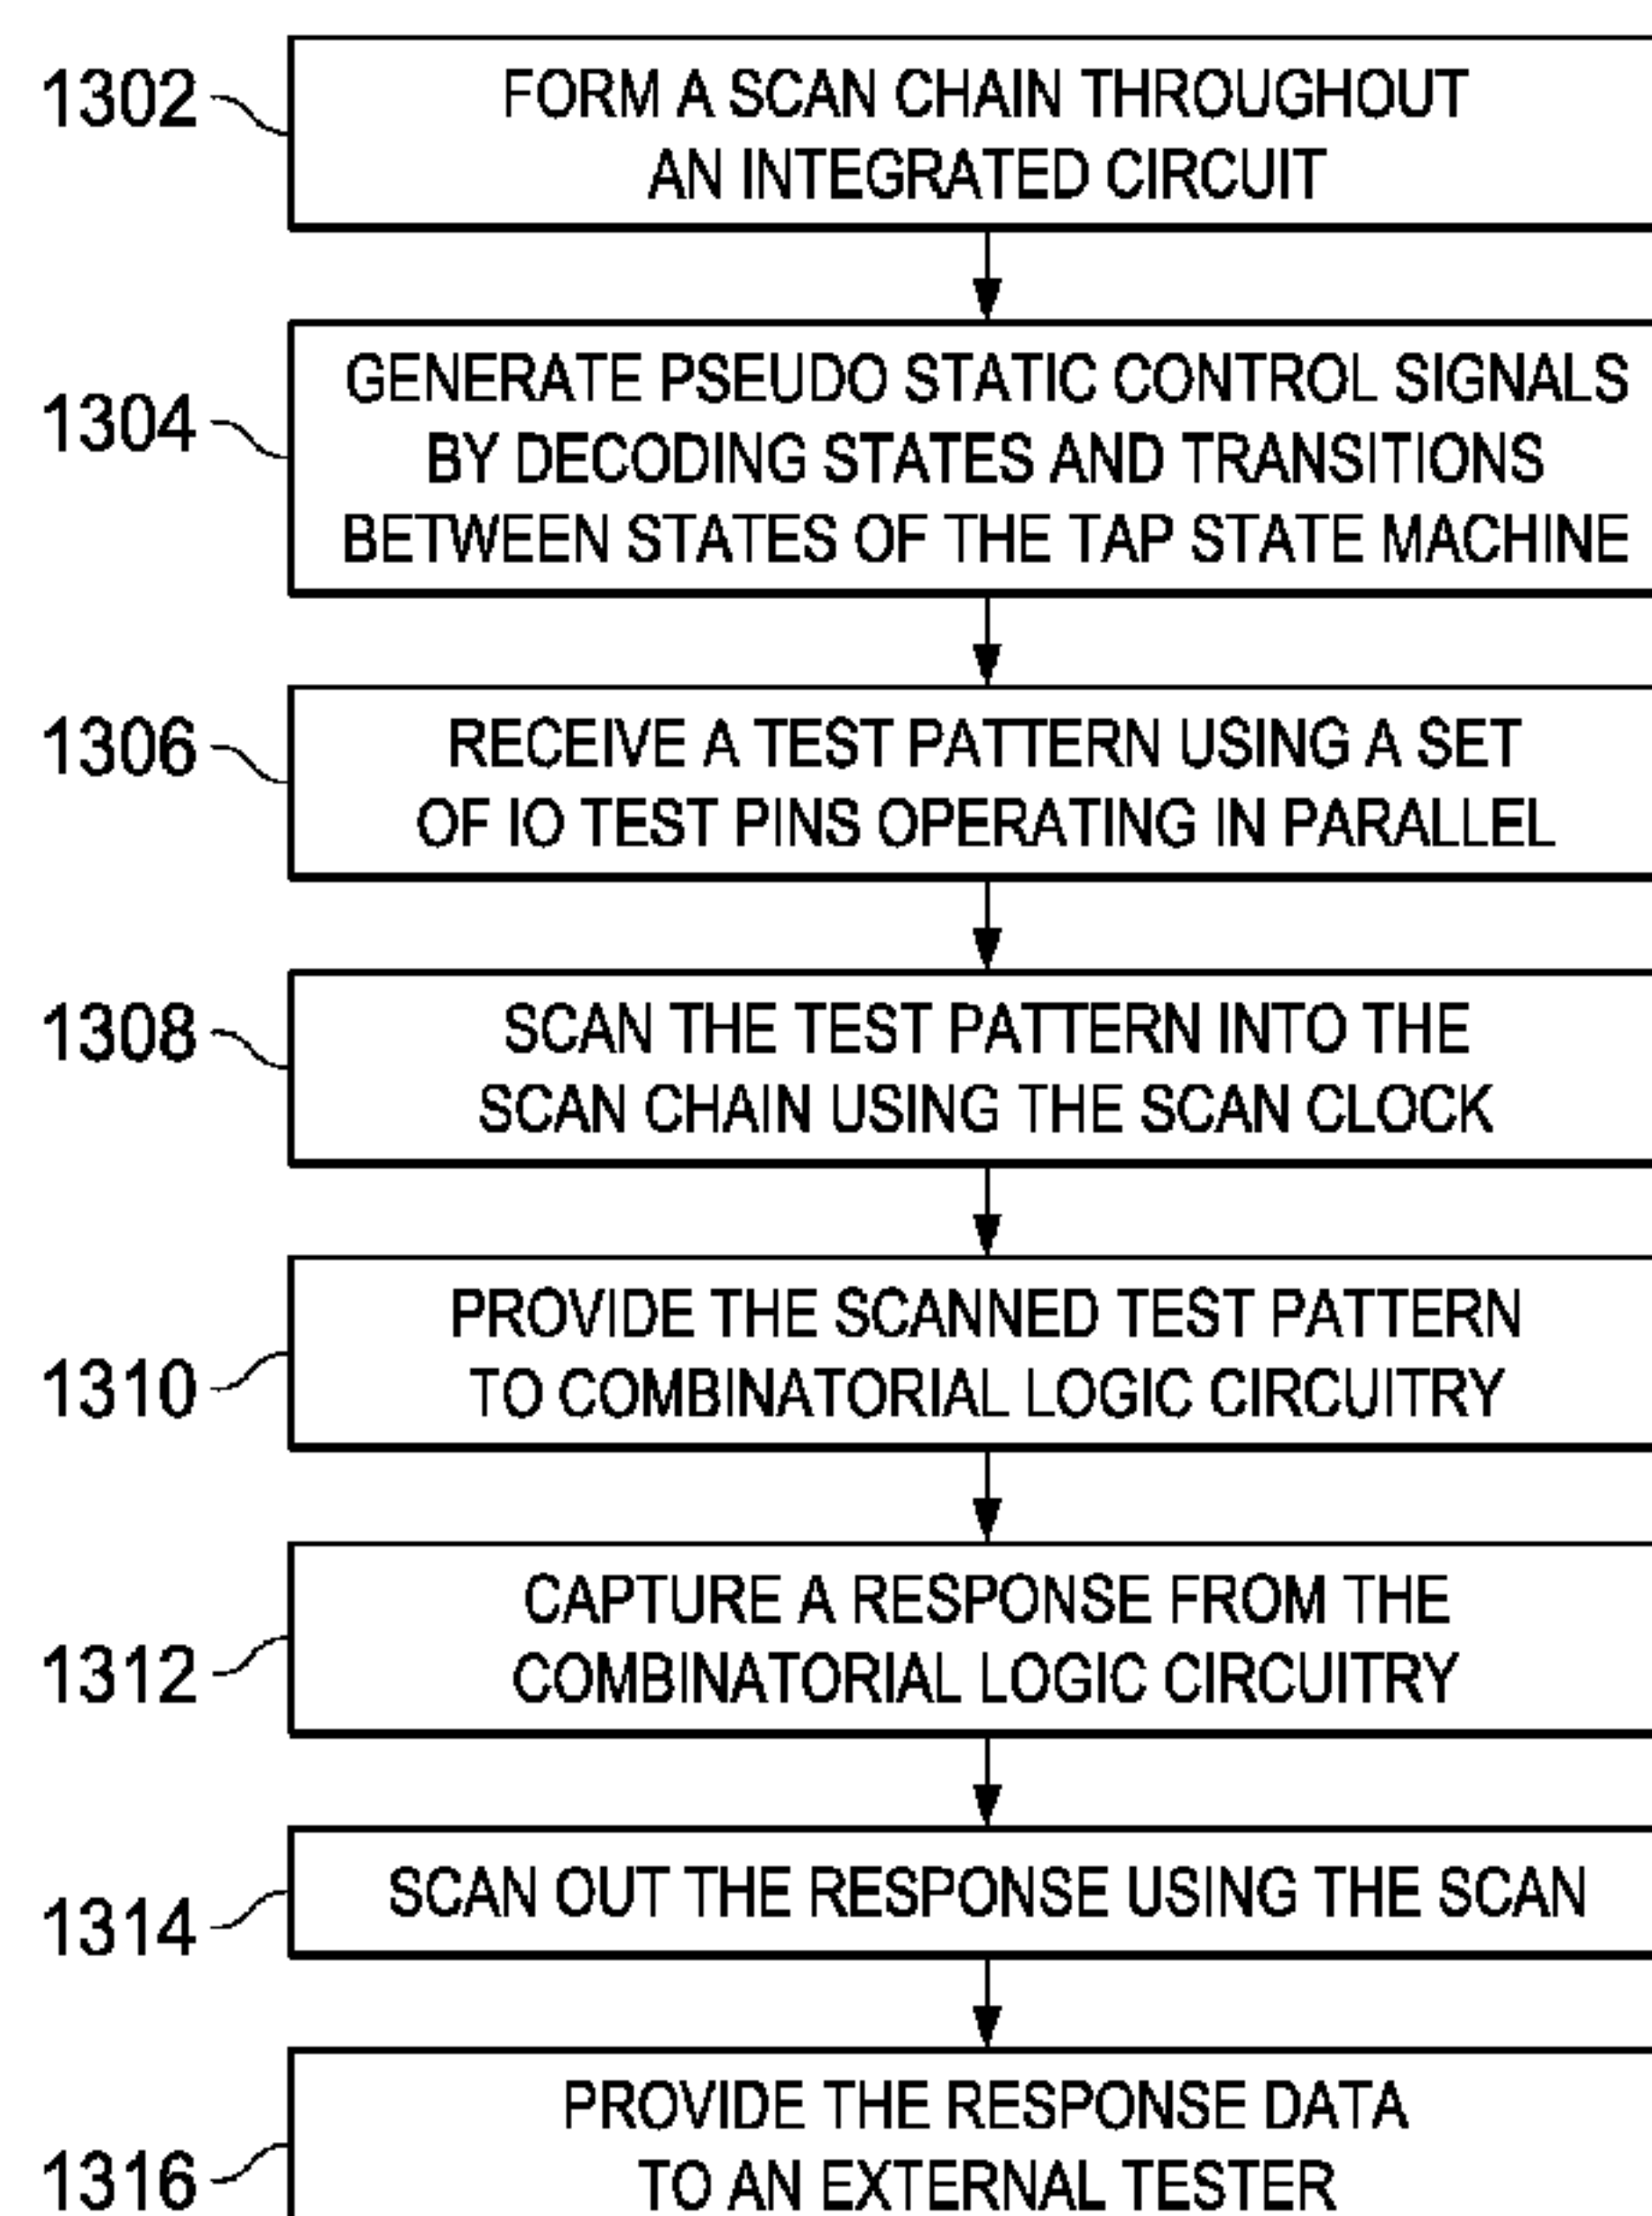 1302
FORM A SCAN CHAIN THROUGHOUT
AN INTEGRATED CIRCUIT
1304
GENERATE PSEUDO STATIC CONTROL SIGNALS
BY DECODING STATES AND TRANSITIONS
BETWEEN STATES OF THE TAP STATE MACHINE
1306
RECEIVE A TEST PATTERN USING A SET
OF IO TEST PINS OPERATING IN PARALLEL
1308
SCAN THE TEST PATTERN INTO THE
SCAN CHAIN USING THE SCAN CLOCK
1310
PROVIDE THE SCANNED TEST PATTERN
TO COMBINATORIAL LOGIC CIRCUITRY
1312
CAPTURE A RESPONSE FROM THE
COMBINATORIAL LOGIC CIRCUITRY
1314
SCAN OUT THE RESPONSE USING THE SCAN
1316
PROVIDE THE RESPONSE DATA
TO AN EXTERNAL TESTER